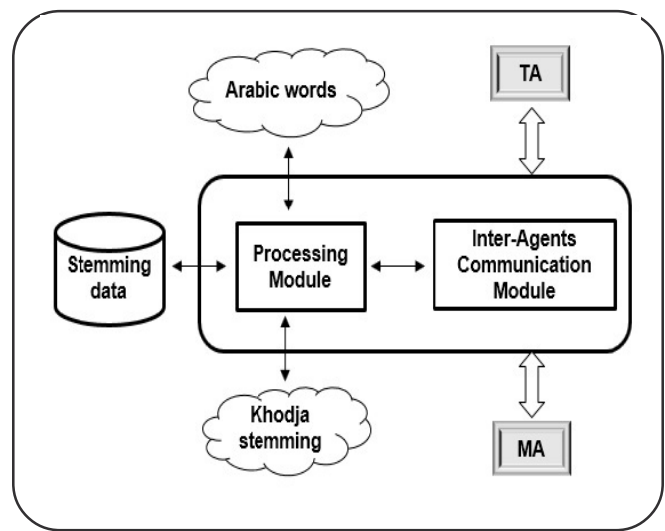 Arabic words
TA
Stemming
data
Processing
Module
Inter-Agents
Communication
Module
Khodja
stemming
MA